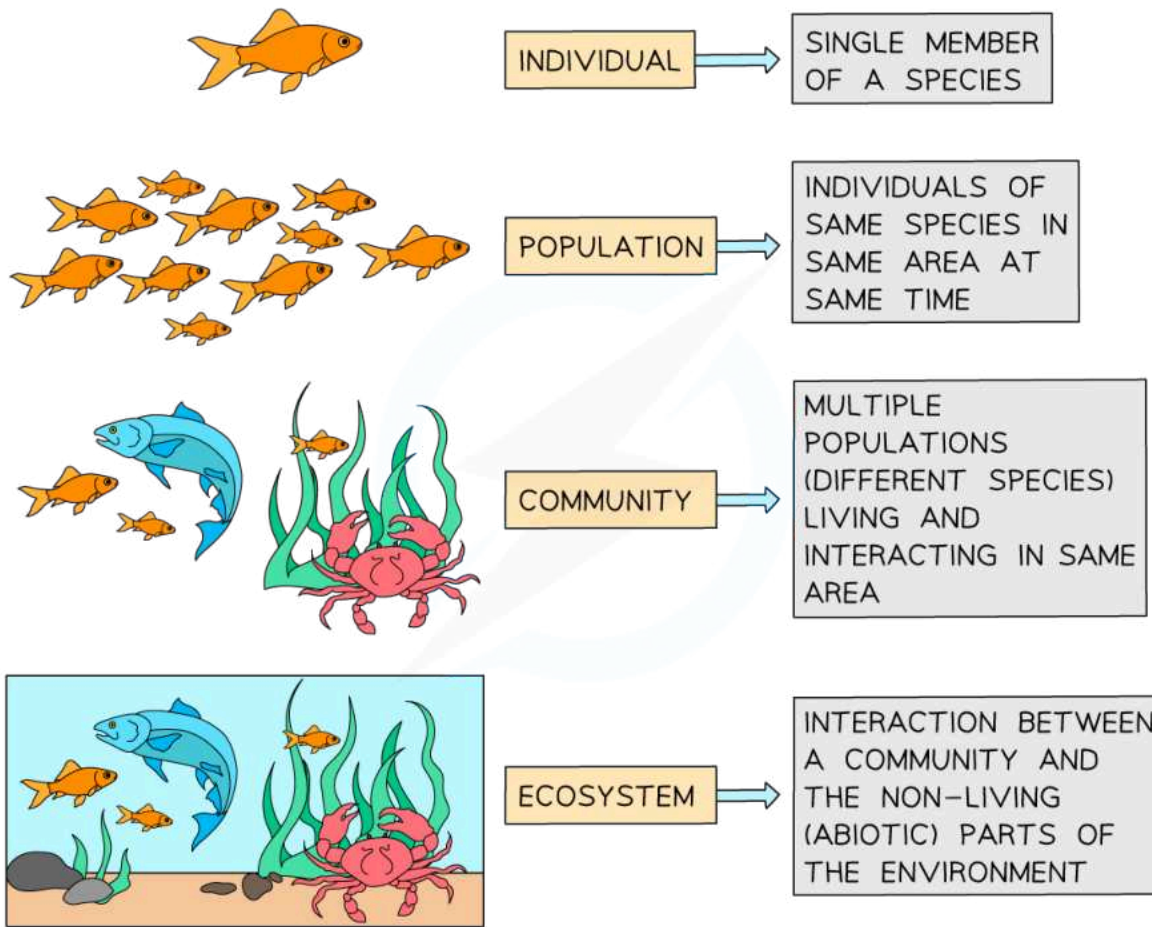 INDIVIDUAL
SINGLE MEMBER
OF A SPECIES
POPULATION
INDIVIDUALS OF
SAME SPECIES IN
SAME AREA AT
SAME TIME
COMMUNITY
MULTIPLE
POPULATIONS
(DIFFERENT SPECIES)
LIVING AND
INTERACTING IN SAME
AREA
ECOSYSTEM
INTERACTION BETWEEN
A COMMUNITY AND
THE NON-LIVING
(ABIOTIC) PARTS OF
THE ENVIRONMENT